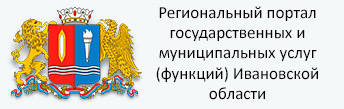 Региональный портал
государственных и
муниципальных услуг
(функций) Ивановской
области